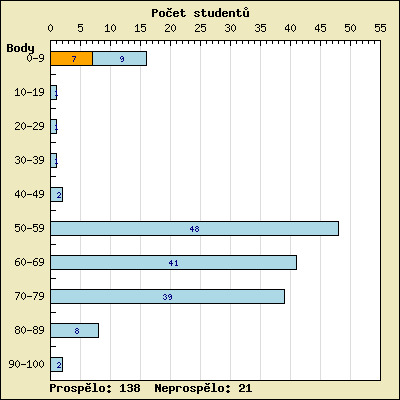 Počet studentů
0 5 10 15 20 25 30 35 40 45 50 55
Body
0-9 7 9
10-19 1
20-29 1
30-39 1
40-49 2
50-59 48
60-69 41
70-79 39
80-89 8
90-100 2
Prospělo: 138 Neprospělo: 21